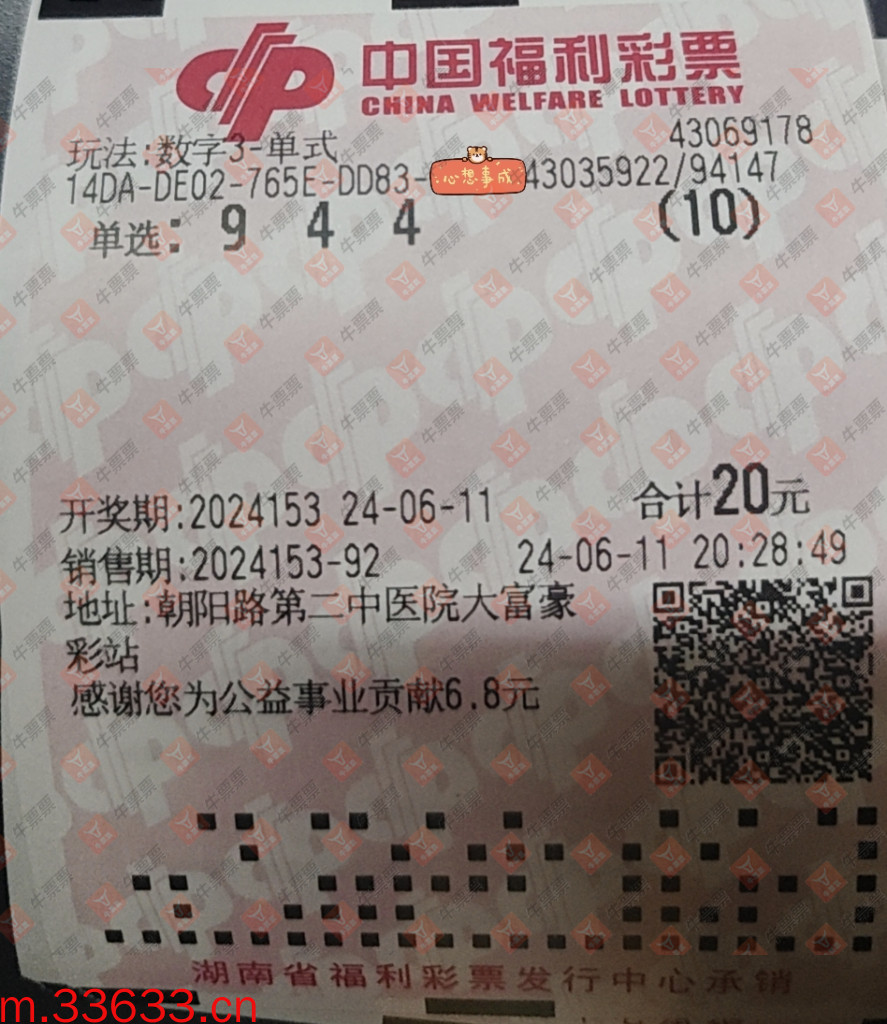 中国福利彩票
CHINA WELFARE LOTTERY
43069178
玩法:数字3-单式
14DA-DE02-765E-DD83-
心想事成
43035922/94147
单选: 9 4 4 (10)
开奖期:2024153 24-06-11 合计20元
销售期:2024153-92 24-06-11 20:28:49
地址:朝阳路第二中医院大富豪
彩站
感谢您为公益事业贡献6.8元
湖南省福利彩票发行中心承销
m.33633.cn
牛票票